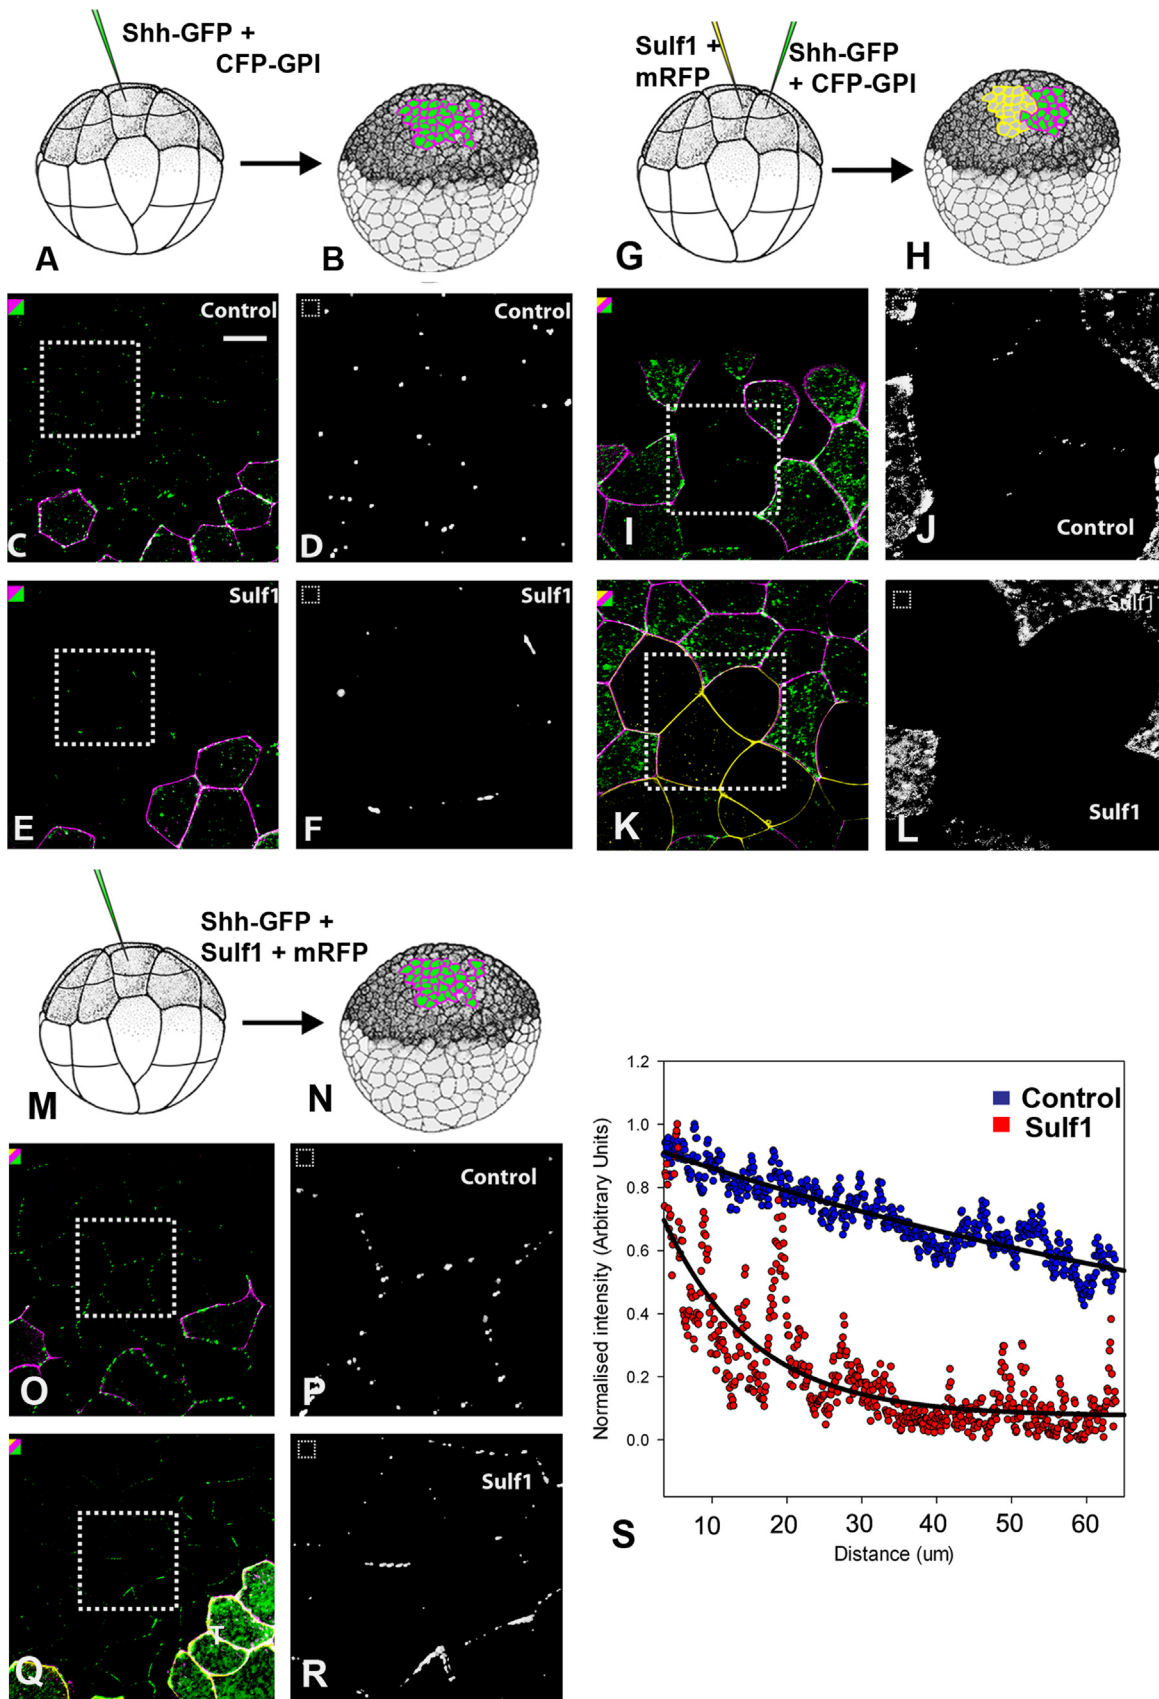 Shh-GFP +
CFP-GPI
A
B
Sulf1 +
mRFP
Shh-GFP
+ CFP-GPI
G
H
Control
C
Control
D
I
Control
J
Sulf1
E
Sulf1
F
K
Sulf1
Sulf1
L
Shh-GFP +
Sulf1 + mRFP
M
N
O
Control
P
T
Q
Sulf1
R
Normalised intensity (Arbitrary Units)
1.2
1.0
0.8
0.6
0.4
0.2
0.0
Control
Sulf1
10 20 30 40 50 60
Distance (um)
S